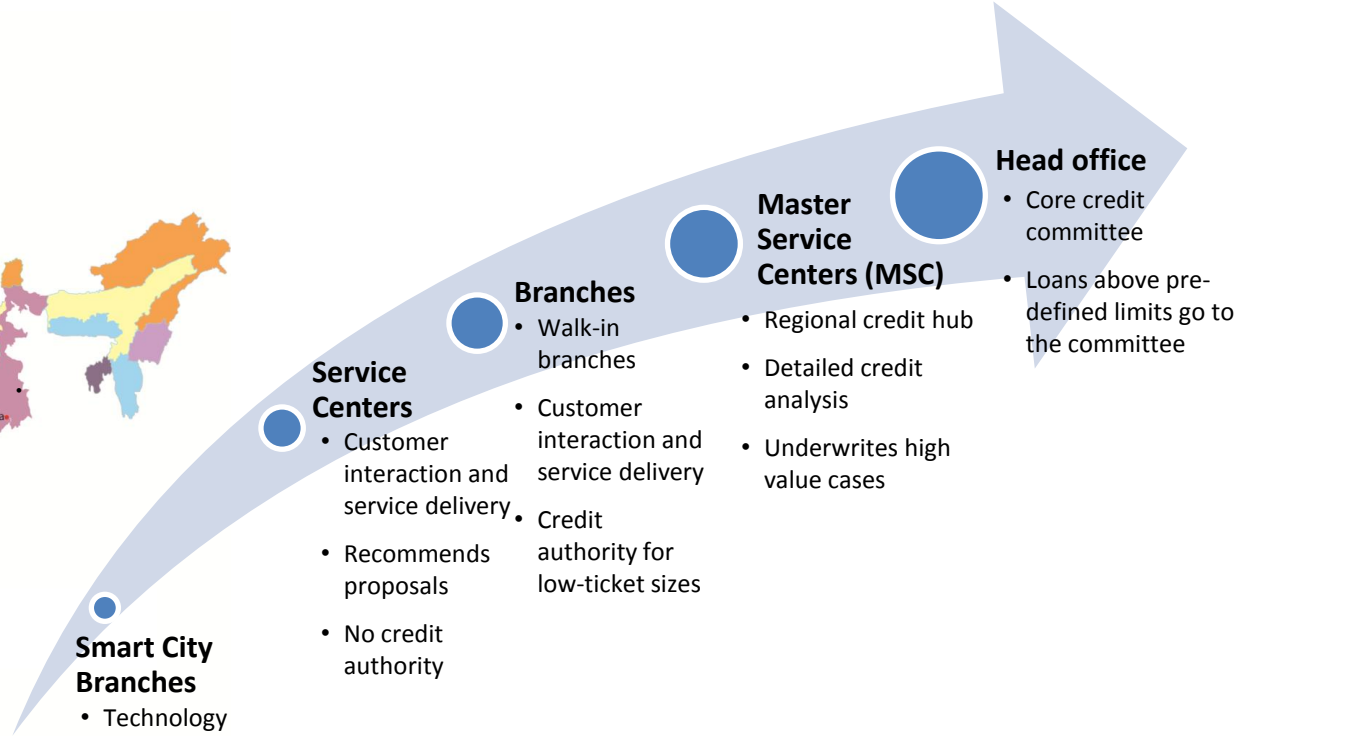 Head office
• Core credit
committee
• Loans above pre-
defined limits go to
the committee
Master
Service
Centers (MSC)
• Regional credit hub
• Detailed credit
analysis
• Underwrites high
value cases
Branches
• Walk-in
branches
• Customer
interaction and
service delivery
• Credit
authority for
low-ticket sizes
Service
Centers
• Customer
interaction and
service delivery
• Recommends
proposals
• No credit
authority
Smart City
Branches
• Technology